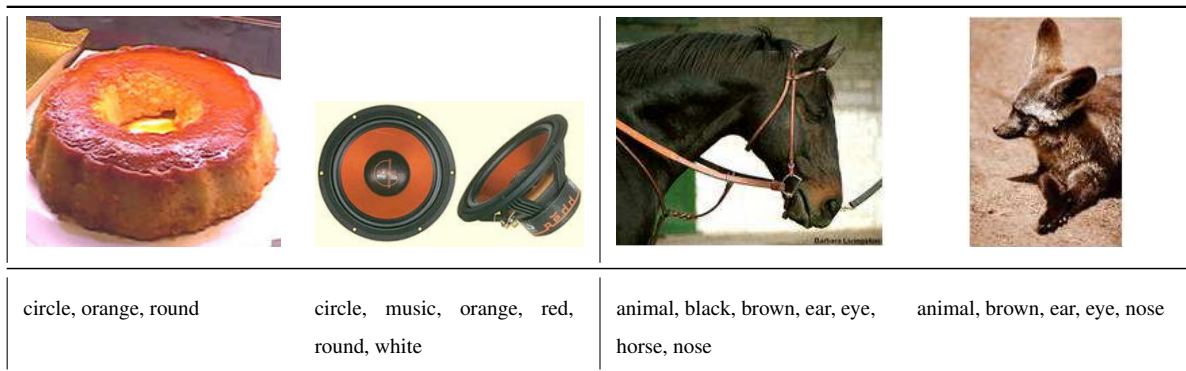 Barbara Livingston
circle, orange, round
circle, music, orange, red,
round, white
animal, black, brown, ear, eye,
horse, nose
animal, brown, ear, eye, nose